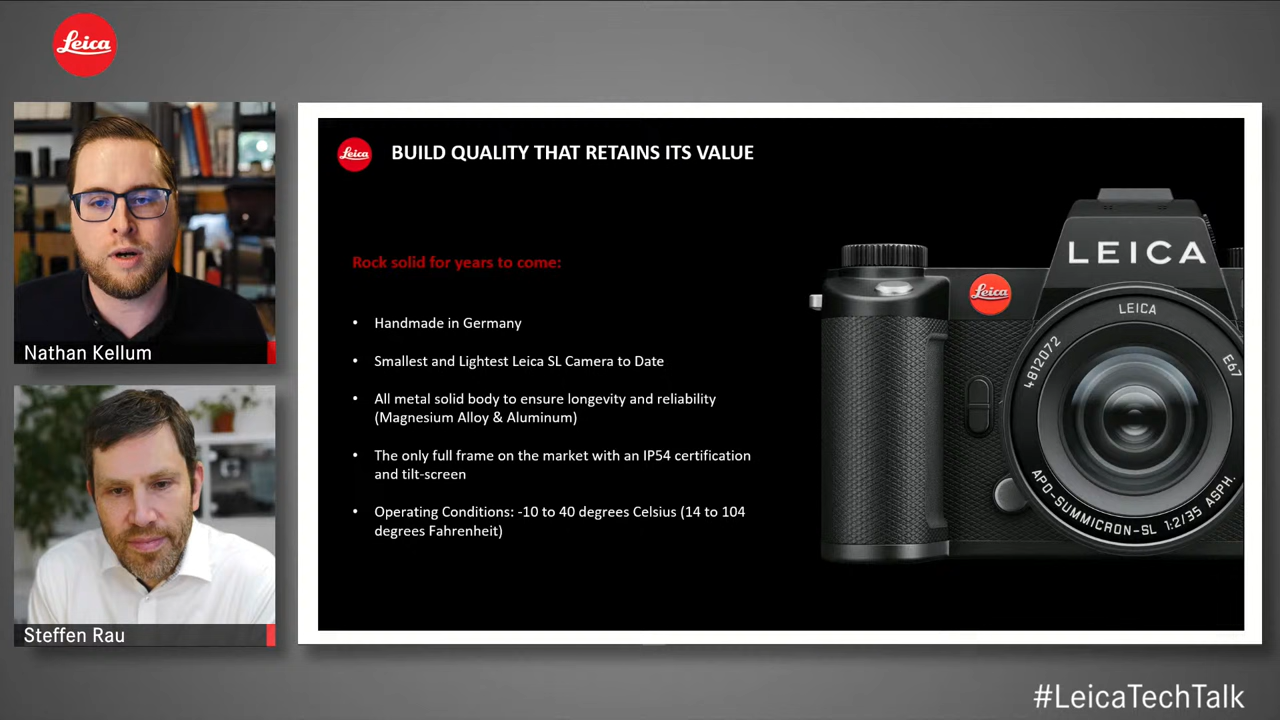 Leica
Nathan Kellum
Steffen Rau
Leica
BUILD QUALITY THAT RETAINS ITS VALUE
Rock solid for years to come:
• Handmade in Germany
• Smallest and Lightest Leica SL Camera to Date
• All metal solid body to ensure longevity and reliability
(Magnesium Alloy & Aluminum)
• The only full frame on the market with an IP54 certification
and tilt-screen
• Operating Conditions: -10 to 40 degrees Celsius (14 to 104
degrees Fahrenheit)
LEICA
Leica
LEICA
4812072
E67
APO-SUMMICRON-SL 1:2/35 ASPH.
#LeicaTechTalk